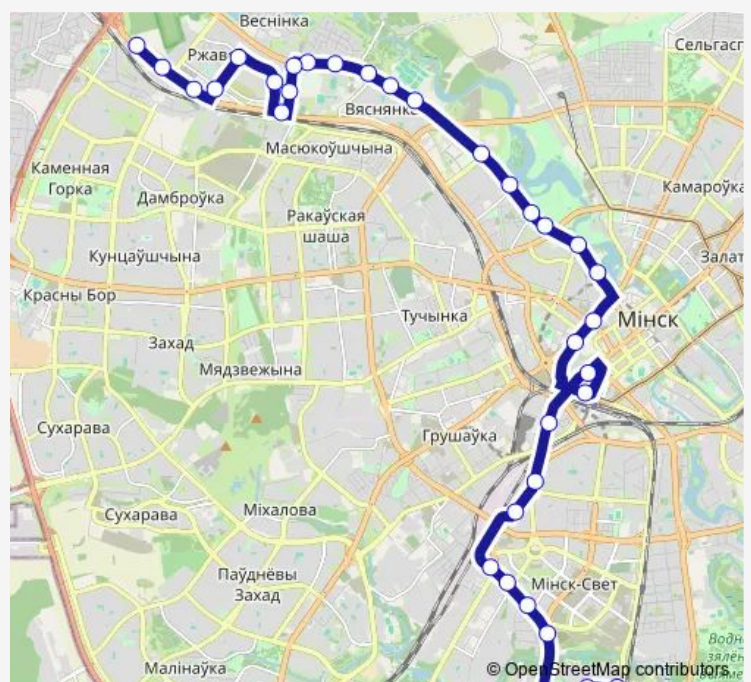 Веснінка
Ржав
Сельгасп
Вяснянка
Масюкоўшчына
Каменная
Горка
Дамброўка
Камароўка
Ракаўская
шаша
Кунцаўшчына
Залат
Красны Бор
Тучынка
Мінск
Захад
Мядзвежына
Сухарава
Грушаўка
Сухарава
Міхалова
Паўднёвы
Захад
Мінск-Свет
Малінаўка
© OpenStreetMap contributors